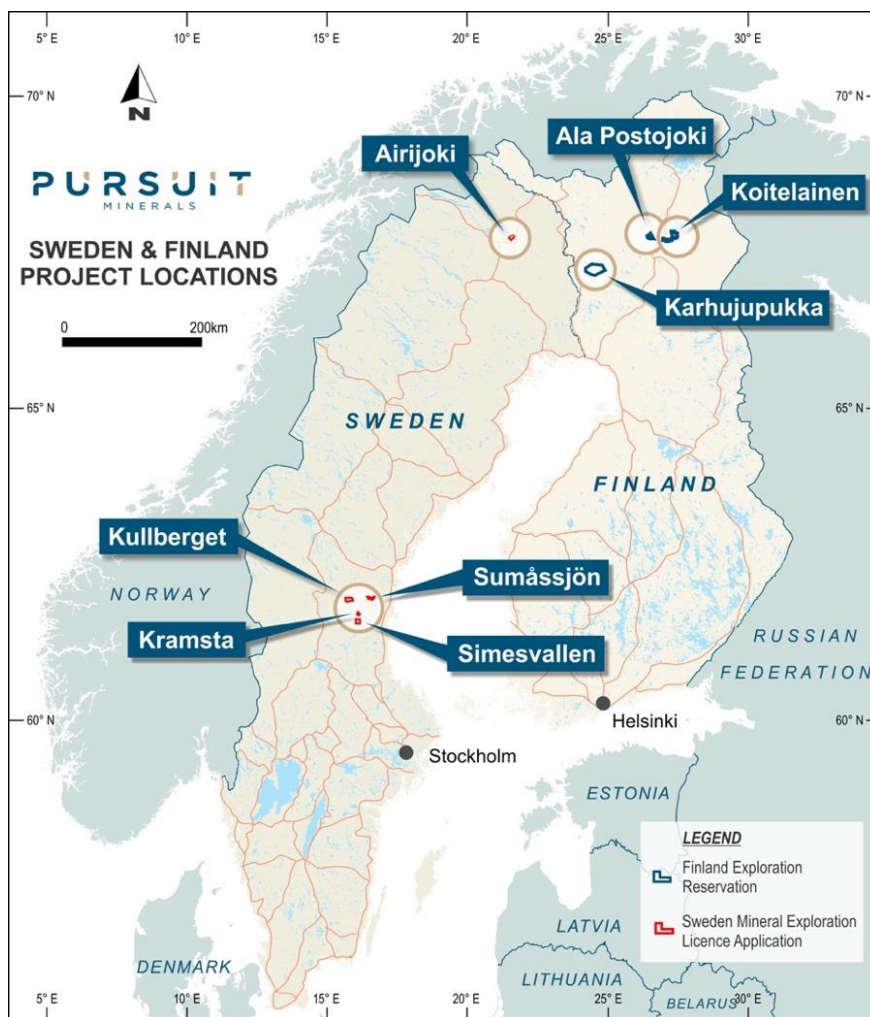 5° E
10° E
15° E
20° E
25° E
30° E
70° N
70° N
N
PURSUIT
MINERALS
SWEDEN & FINLAND
PROJECT LOCATIONS
0
200km
Airijoki
Ala Postojoki
Koitelainen
Karhujupukka
65° N
65° N
SWEDEN
FINLAND
Kullberget
Sumåssjön
NORWAY
Kramsta
Simesvallen
RUSSIAN
FEDERATION
60° N
60° N
Helsinki
Stockholm
ESTONIA
LEGEND
Finland Exploration
Reservation
Sweden Mineral Exploration
Licence Application
LATVIA
DENMARK
LITHUANIA
BELARUS
5° E
10° E
15° E
20° E
25° E
30° E